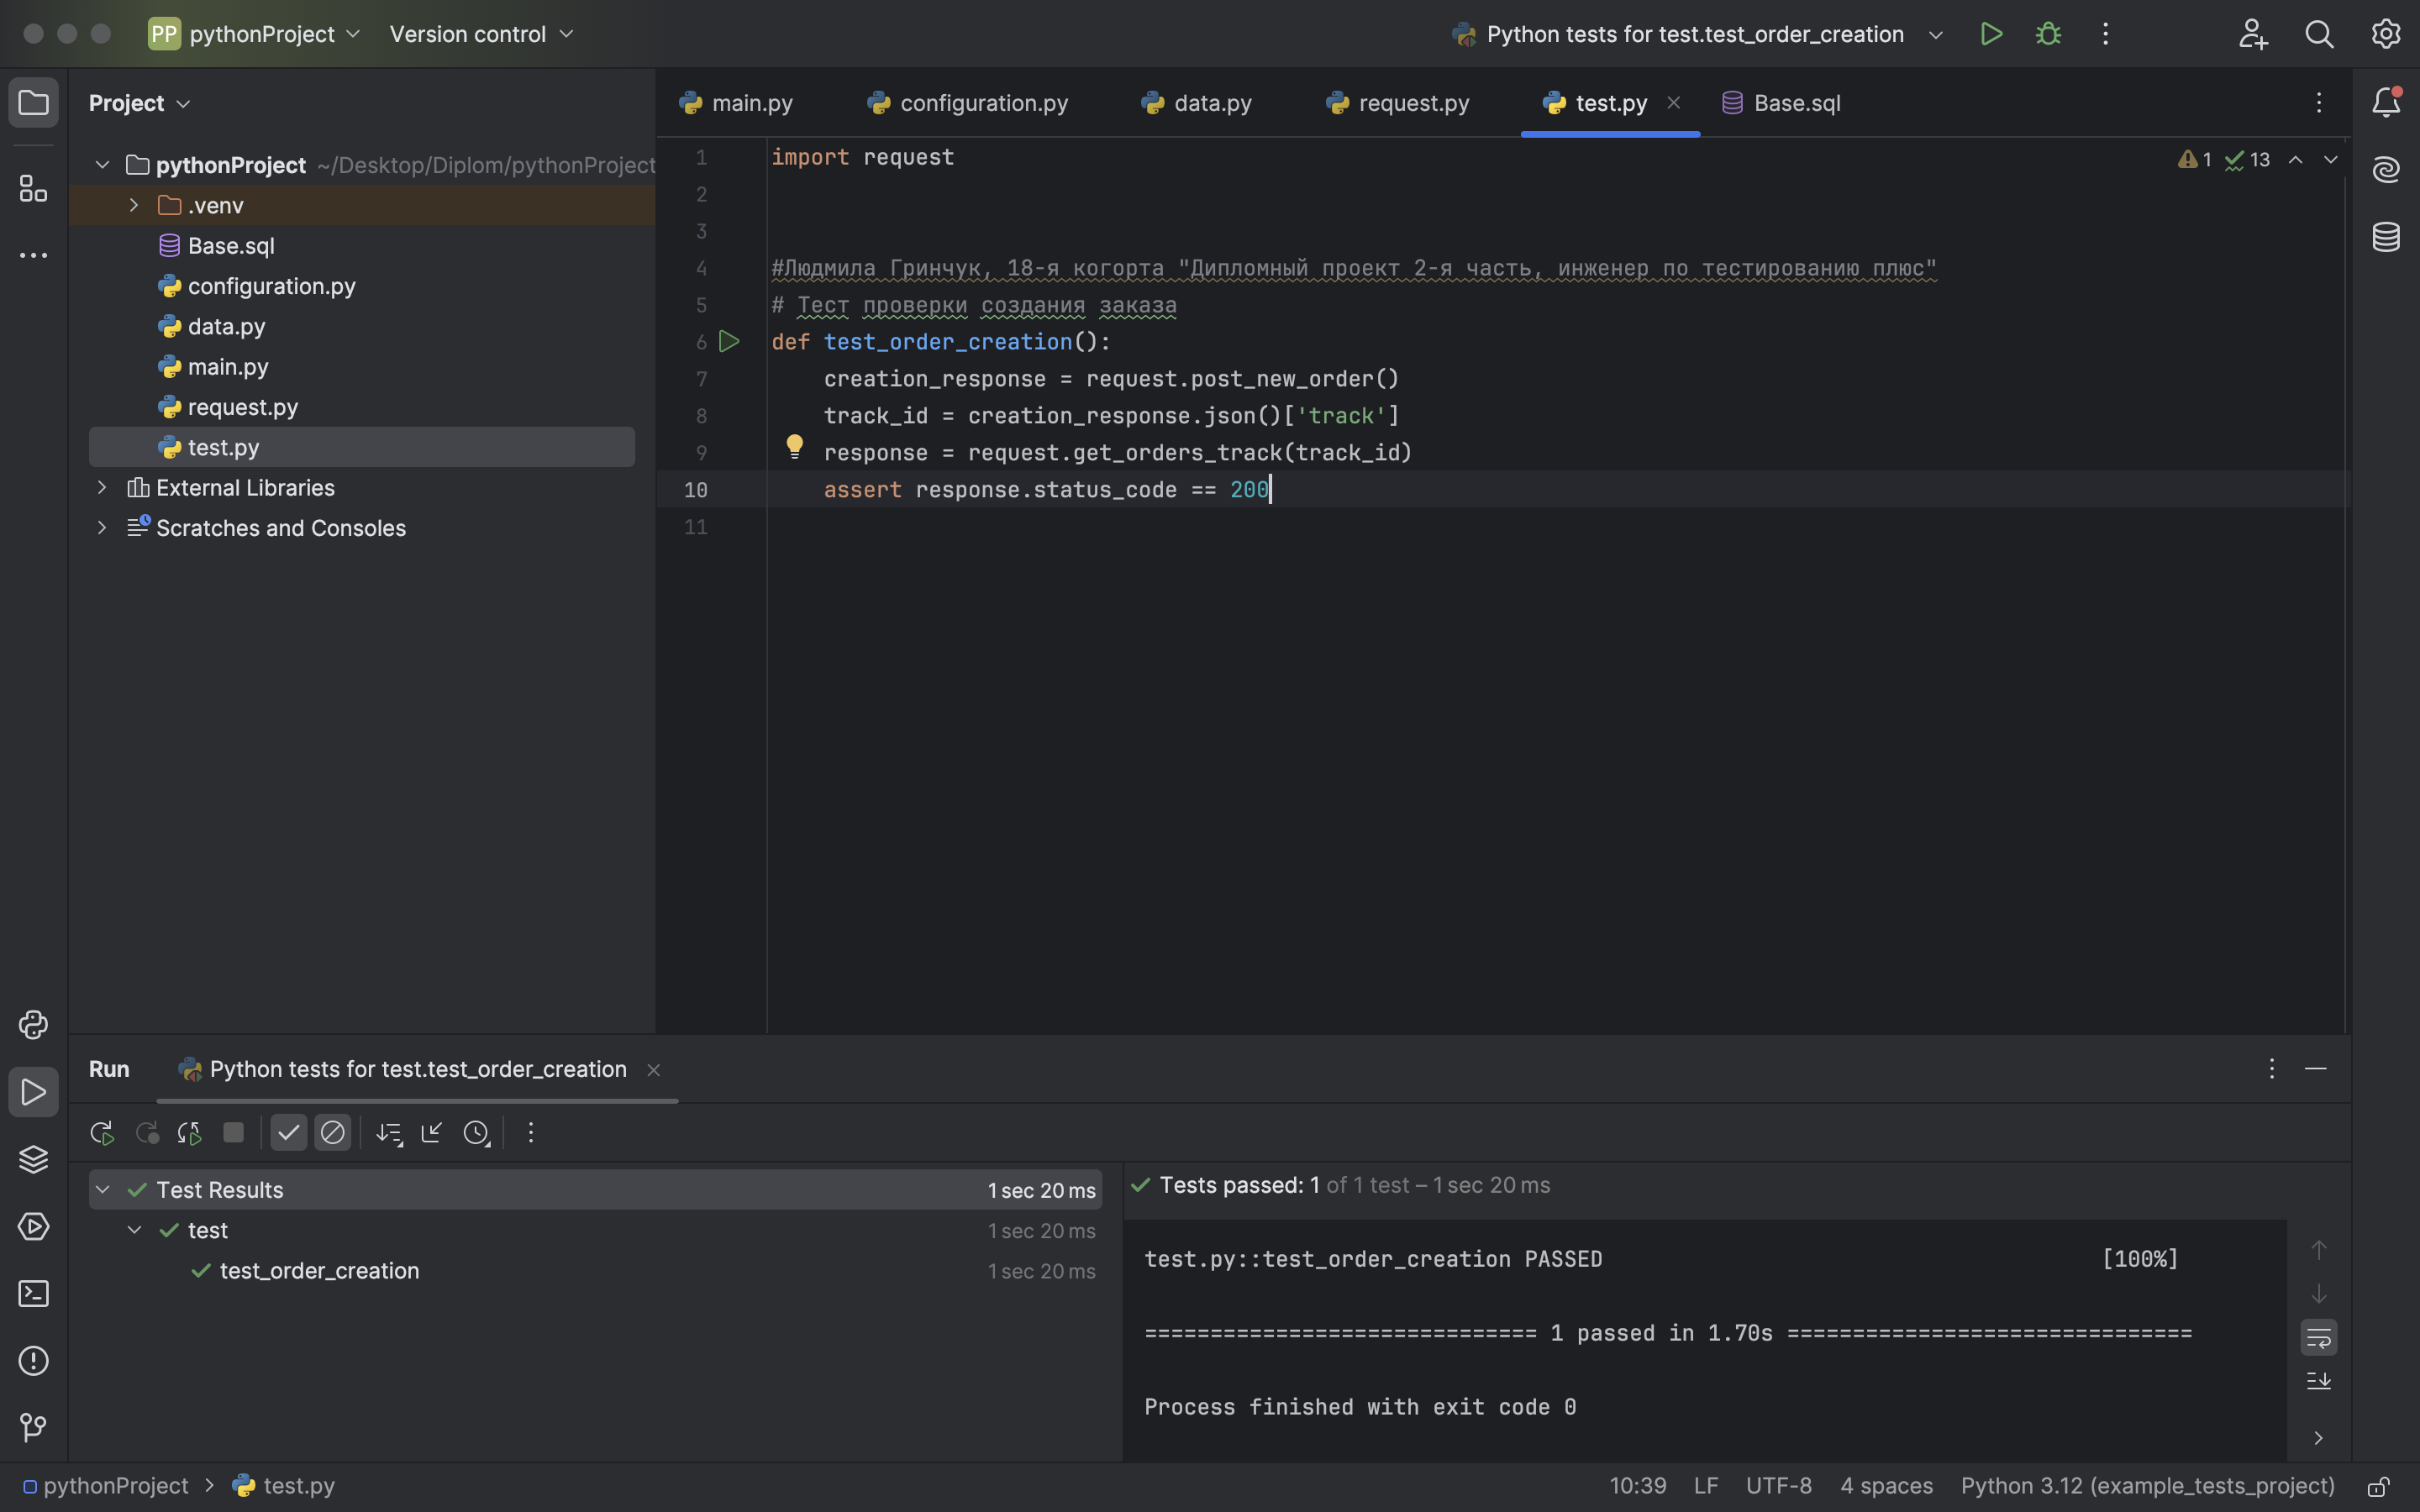 PP pythonProject Version control Python tests for test.test_order_creation
Project
main.py configuration.py data.py request.py test.py Base.sql
pythonProject ~/Desktop/Diplom/pythonProject
.venv
Base.sql
configuration.py
data.py
main.py
request.py
test.py
External Libraries
Scratches and Consoles
1 import request
1 13
2
3
4 #Людмила Гринчук, 18-я когорта "Дипломный проект 2-я часть, инженер по тестированию плюс"
5 # Тест проверки создания заказа
6 def test_order_creation():
7 creation_response = request.post_new_order()
8 track_id = creation_response.json()['track']
9 response = request.get_orders_track(track_id)
10 assert response.status_code == 200
11
Run Python tests for test.test_order_creation
Test Results 1 sec 20 ms
test 1 sec 20 ms
test_order_creation 1 sec 20 ms
Tests passed: 1 of 1 test – 1 sec 20 ms
test.py::test_order_creation PASSED [100%]
============================== 1 passed in 1.70s ===============================
Process finished with exit code 0
pythonProject > test.py 10:39 LF UTF-8 4 spaces Python 3.12 (example_tests_project)